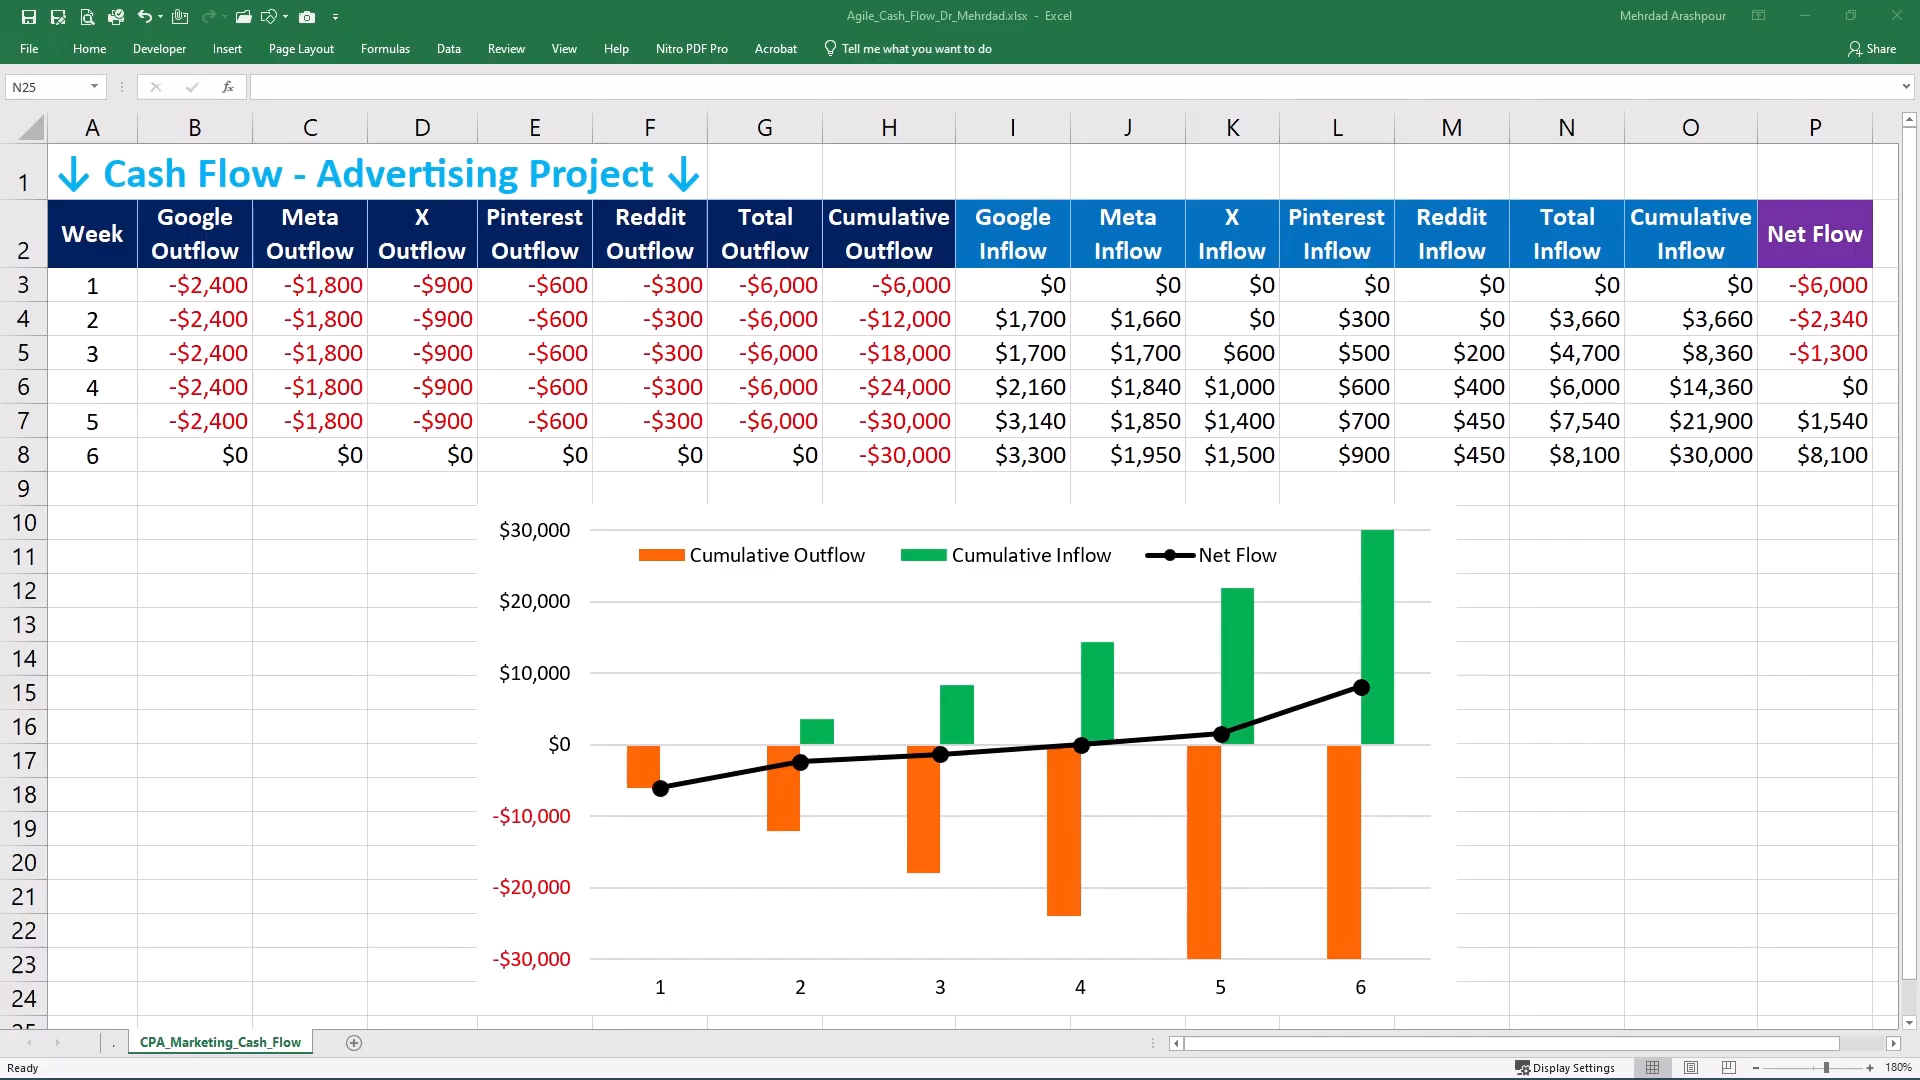 Agile_Cash_Flow_Dr_Mehrdad.xlsx - Excel
Mehrdad Arashpour
File Home Developer Insert Page Layout Formulas Data Review View Help Nitro PDF Pro Acrobat Tell me what you want to do Share
N25 fx
A B C D E F G H I J K L M N O P
1 ↓ Cash Flow - Advertising Project ↓
2 Week Google Outflow Meta Outflow X Outflow Pinterest Outflow Reddit Outflow Total Outflow Cumulative Outflow Google Inflow Meta Inflow X Inflow Pinterest Inflow Reddit Inflow Total Inflow Cumulative Inflow Net Flow
3 1 -$2,400 -$1,800 -$900 -$600 -$300 -$6,000 -$6,000 $0 $0 $0 $0 $0 $0 $0 -$6,000
4 2 -$2,400 -$1,800 -$900 -$600 -$300 -$6,000 -$12,000 $1,700 $1,660 $0 $300 $0 $3,660 $3,660 -$2,340
5 3 -$2,400 -$1,800 -$900 -$600 -$300 -$6,000 -$18,000 $1,700 $1,700 $600 $500 $200 $4,700 $8,360 -$1,300
6 4 -$2,400 -$1,800 -$900 -$600 -$300 -$6,000 -$24,000 $2,160 $1,840 $1,000 $600 $400 $6,000 $14,360 $0
7 5 -$2,400 -$1,800 -$900 -$600 -$300 -$6,000 -$30,000 $3,140 $1,850 $1,400 $700 $450 $7,540 $21,900 $1,540
8 6 $0 $0 $0 $0 $0 $0 -$30,000 $3,300 $1,950 $1,500 $900 $450 $8,100 $30,000 $8,100
9
10 $30,000
11 Cumulative Outflow Cumulative Inflow Net Flow
12 $20,000
13
14 $10,000
15
16 $0
17
18 -$10,000
19
20
21 -$20,000
22
23 -$30,000
24 1 2 3 4 5 6
25
. CPA_Marketing_Cash_Flow
Ready Display Settings 180%